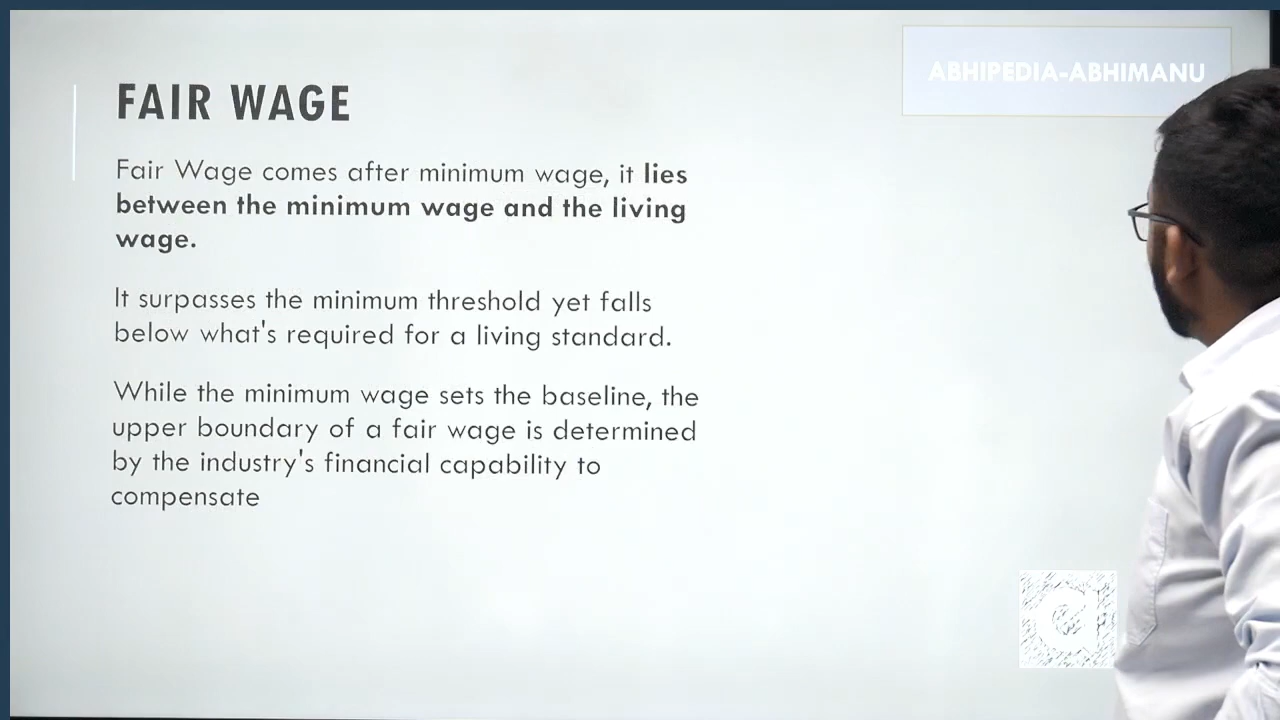 ABHIPEDIA-ABHIMANU
FAIR WAGE
Fair Wage comes after minimum wage, it lies
between the minimum wage and the living
wage.
It surpasses the minimum threshold yet falls
below what's required for a living standard.
While the minimum wage sets the baseline, the
upper boundary of a fair wage is determined
by the industry's financial capability to
compensate